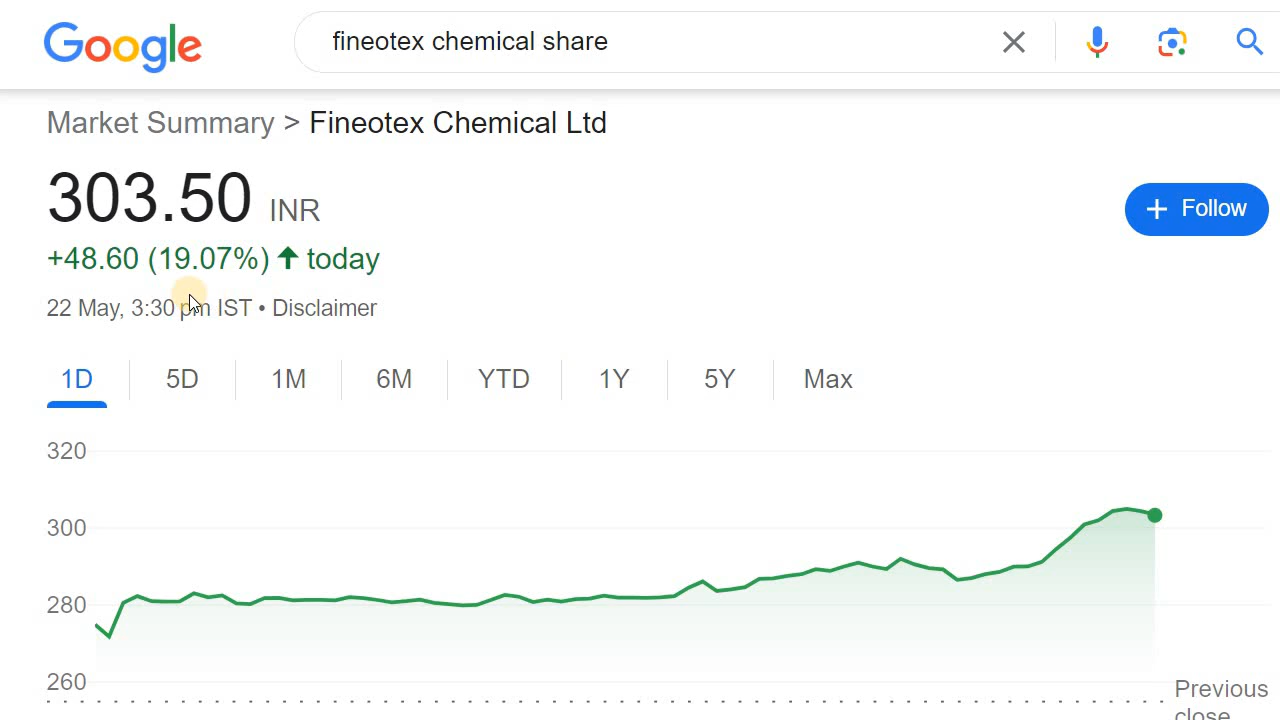 Google
fineotex chemical share
Market Summary > Fineotex Chemical Ltd
303.50 INR
+ Follow
+48.60 (19.07%) ↑ today
22 May, 3:30 pm IST • Disclaimer
1D 5D 1M 6M YTD 1Y 5Y Max
320
300
280
260
Previous
close